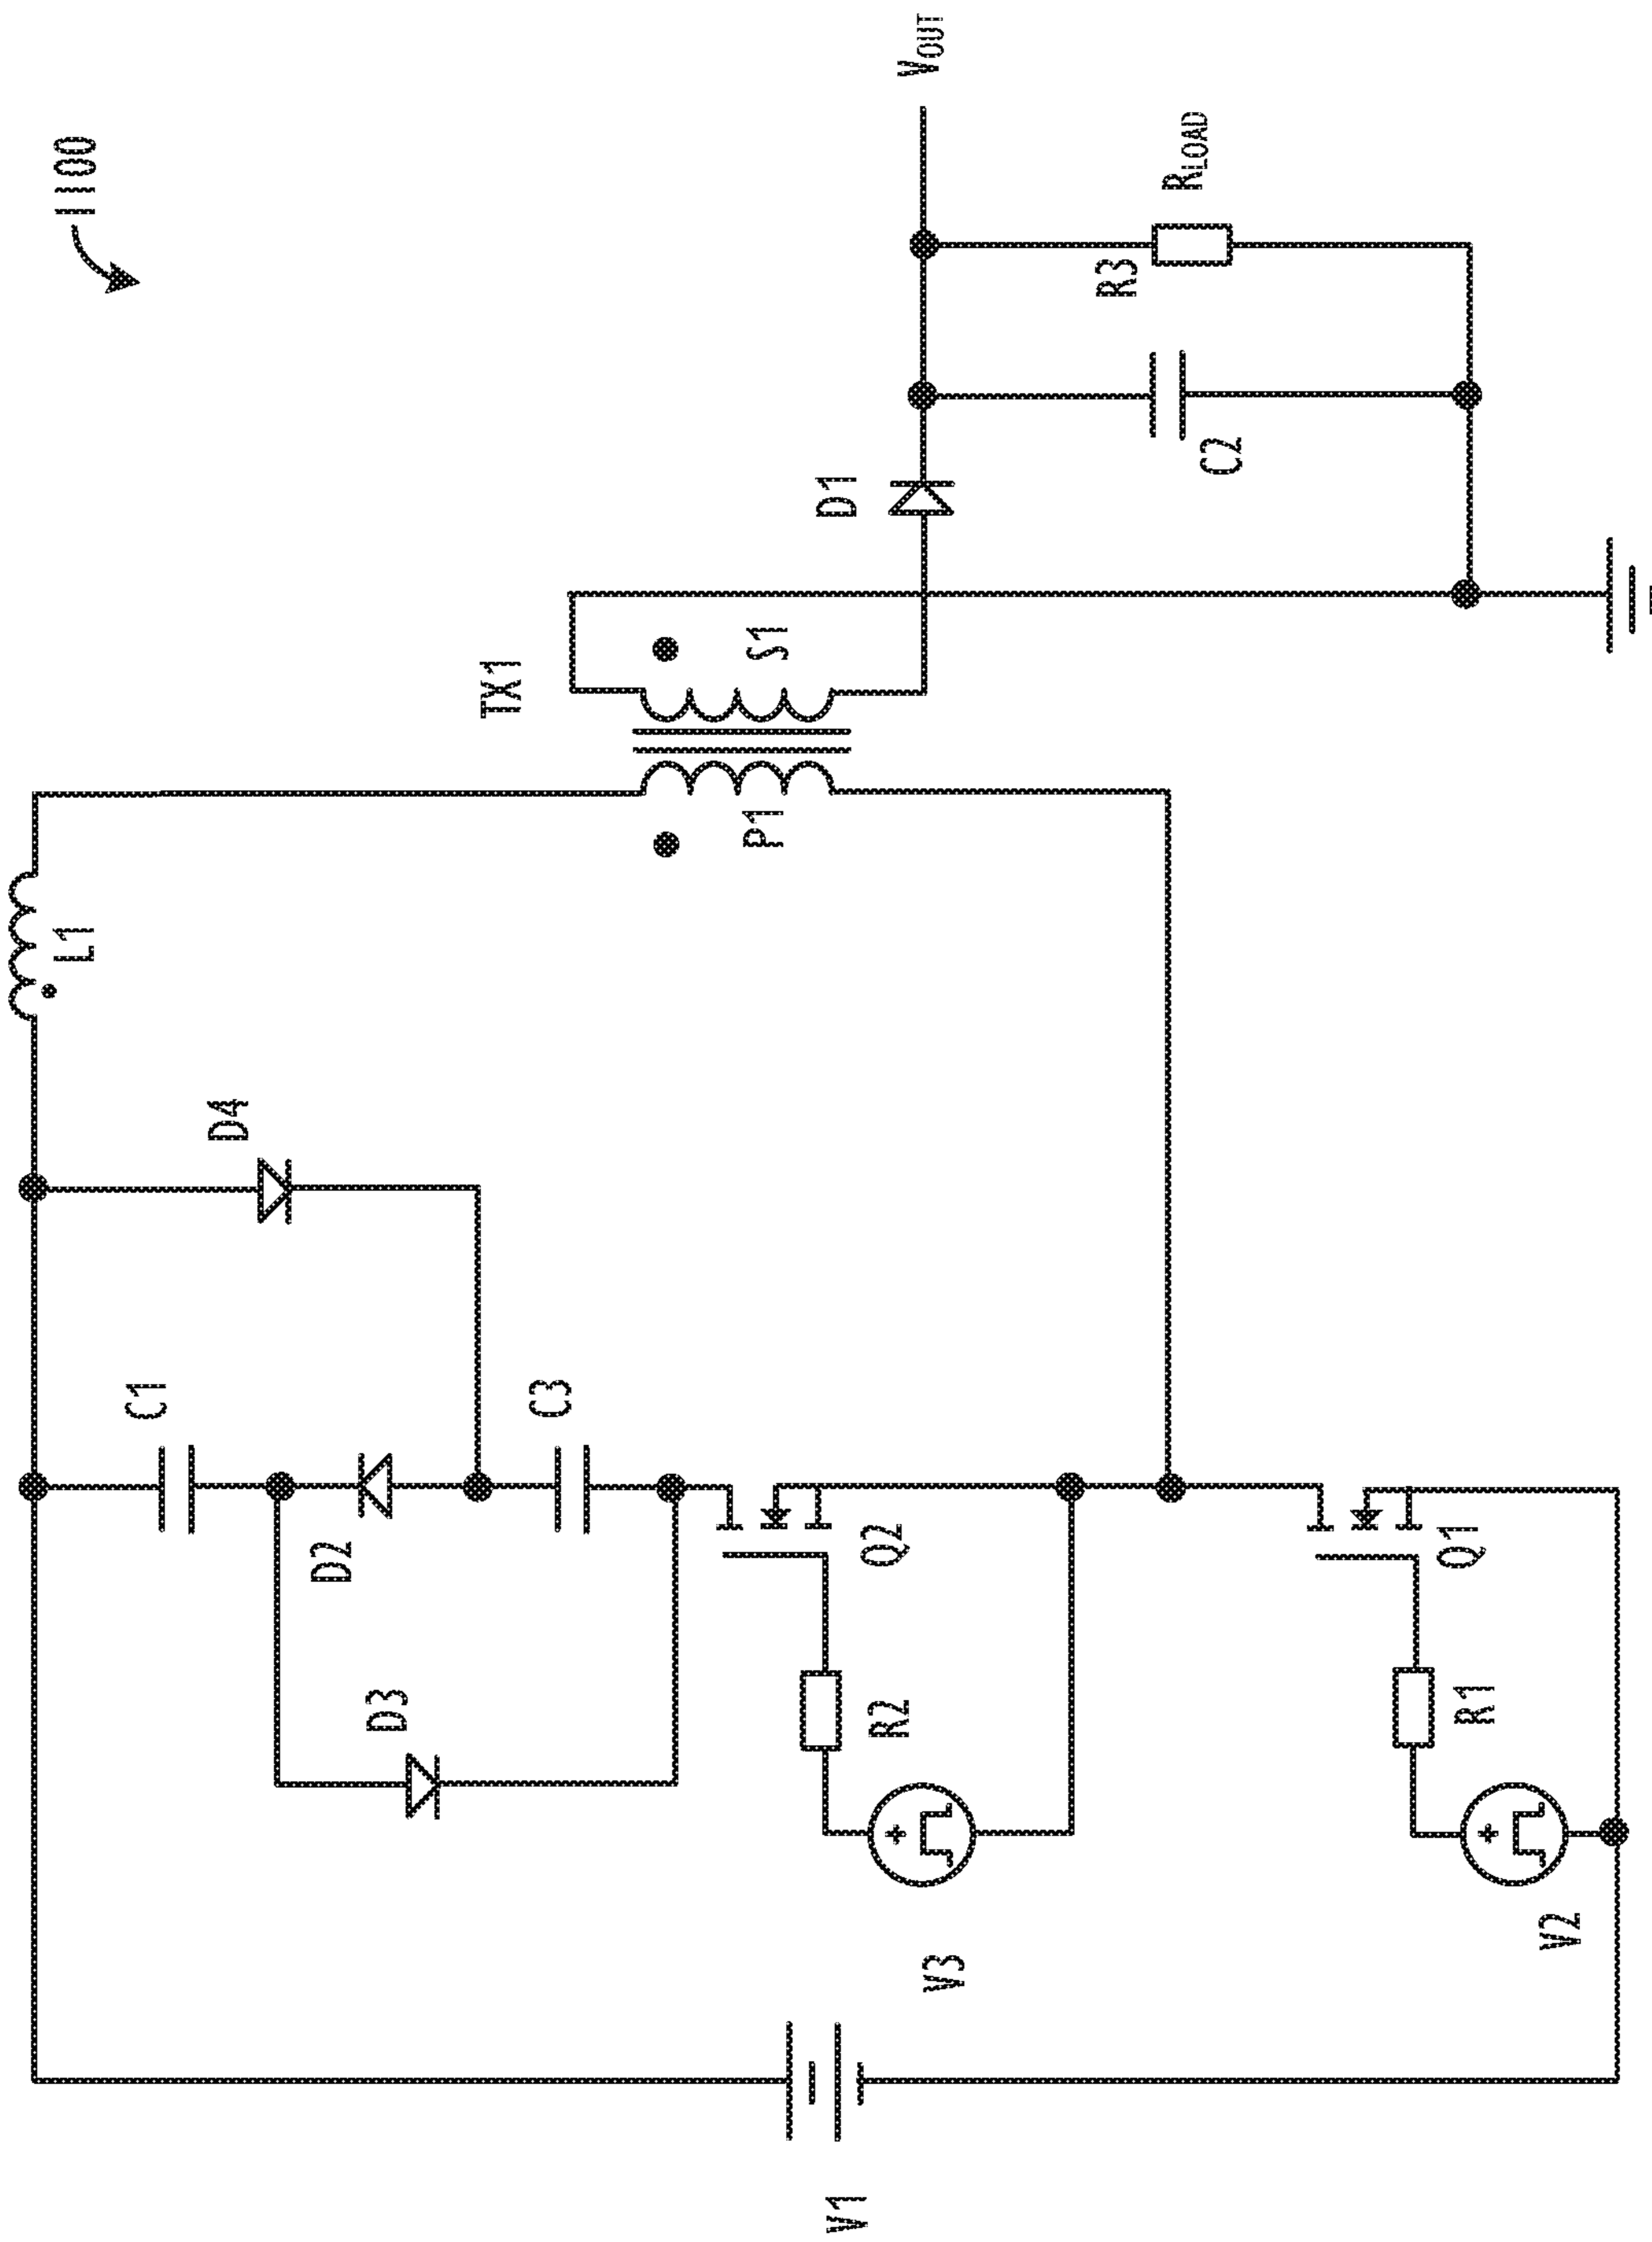 1100
V1
V3
V2
D3
R2
R1
D2
C1
C3
Q2
Q1
D4
L1
P1
TX1
S1
D1
C2
R3
RLOAD
VOUT